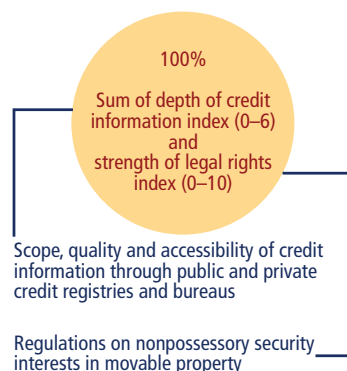 100%
Sum of depth of credit
information index (0–6)
and
strength of legal rights
index (0–10)
Scope, quality and accessibility of credit
information through public and private
credit registries and bureaus
Regulations on nonpossessory security
interests in movable property